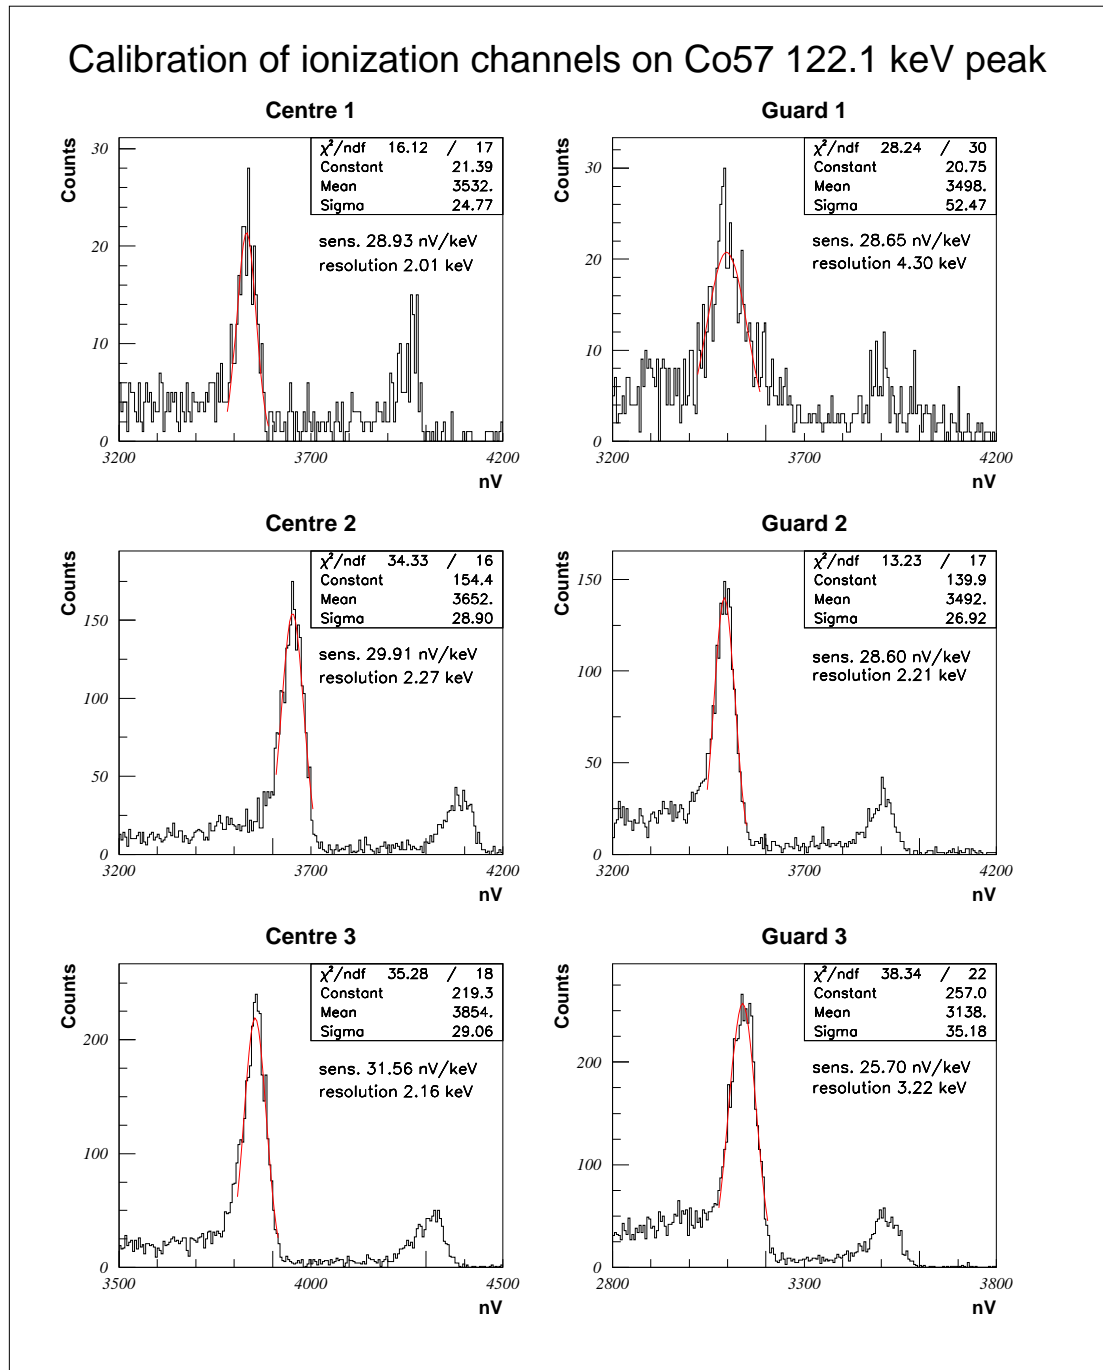 Calibration of ionization channels on Co57 122.1 keV peak
Centre 1
Counts
30
20
10
0
3200 3700 4200
nV
χ²/ndf 16.12 / 17
Constant 21.39
Mean 3532.
Sigma 24.77
sens. 28.93 nV/keV
resolution 2.01 keV
Guard 1
Counts
30
20
10
0
3200 3700 4200
nV
χ²/ndf 28.24 / 30
Constant 20.75
Mean 3498.
Sigma 52.47
sens. 28.65 nV/keV
resolution 4.30 keV
Centre 2
Counts
150
100
50
0
3200 3700 4200
nV
χ²/ndf 34.33 / 16
Constant 154.4
Mean 3652.
Sigma 28.90
sens. 29.91 nV/keV
resolution 2.27 keV
Guard 2
Counts
150
100
50
0
3200 3700 4200
nV
χ²/ndf 13.23 / 17
Constant 139.9
Mean 3492.
Sigma 26.92
sens. 28.60 nV/keV
resolution 2.21 keV
Centre 3
Counts
200
100
0
3500 4000 4500
nV
χ²/ndf 35.28 / 18
Constant 219.3
Mean 3854.
Sigma 29.06
sens. 31.56 nV/keV
resolution 2.16 keV
Guard 3
Counts
200
100
0
2800 3300 3800
nV
χ²/ndf 38.34 / 22
Constant 257.0
Mean 3138.
Sigma 35.18
sens. 25.70 nV/keV
resolution 3.22 keV